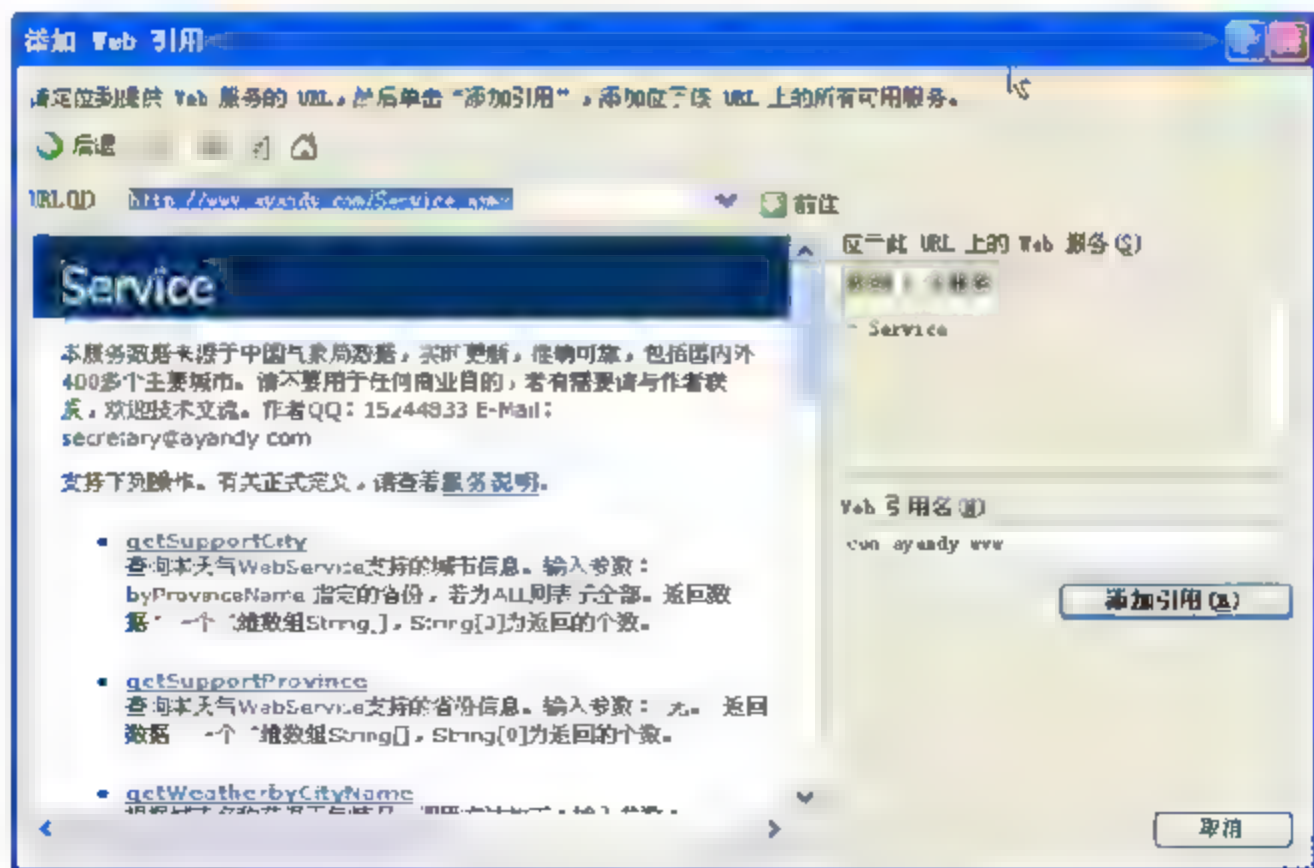 添加 Web 引用
请定位到提供 Web 服务的 URL，然后单击“添加引用”，添加位于该 URL 上的所有可用服务。
后退
URL(U)
http://www.ayandy.com/Service.asmx
前往
位于此 URL 上的 Web 服务(S)
Service
- Service
本服务数据来源于中国气象局数据，实时更新，准确可靠，包括国内外
400多个主要城市。请不要用于任何商业目的，若有需要请与作者联
系，欢迎技术交流。作者QQ： E-Mail：
secretary@ayandy.com
支持下列操作。有关正式定义，请查看服务说明。
Web 引用名(N)
com.ayandy.www
• getSupportCity
查询本天气WebService支持的城市信息。输入参数：
byProvinceName 指定的省份，若为ALL则表示全部。返回数
据：一个一维数组String[]，String[0]为返回的个数。
添加引用(R)
• getSupportProvince
查询本天气WebService支持的省份信息。输入参数： 无。 返回
数据：一个一维数组String[]，String[0]为返回的个数。
• getWeatherbyCityName
取消